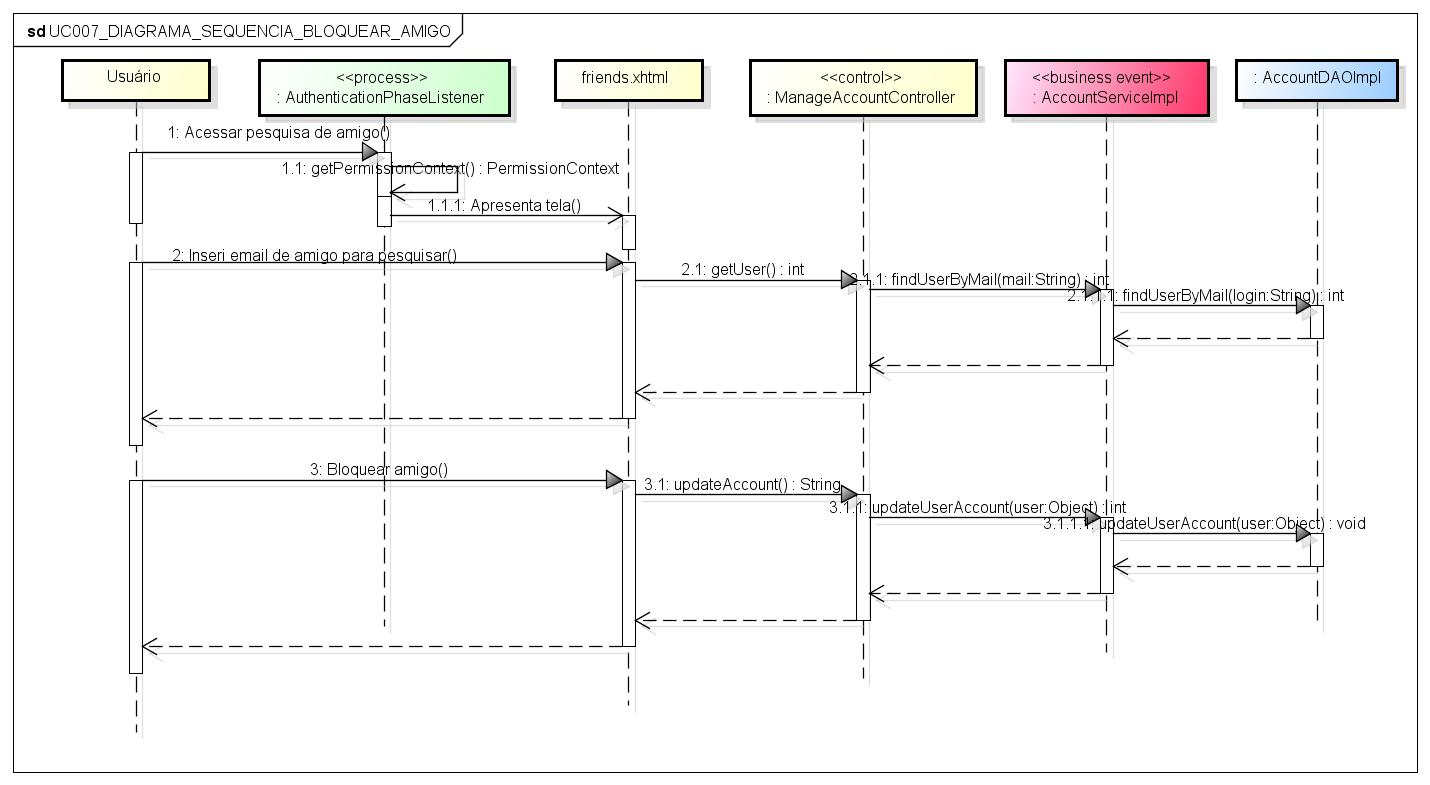 sd UC007_DIAGRAMA_SEQUENCIA_BLOQUEAR_AMIGO
Usuário
<<process>>
: AuthenticationPhaseListener
friends.xhtml
<<control>>
: ManageAccountController
<<business event>>
: AccountServiceImpl
: AccountDAOImpl
1: Acessar pesquisa de amigo()
1.1: getPermissionContext() : PermissionContext
1.1.1: Apresenta tela()
2: Inseri email de amigo para pesquisar()
2.1: getUser() : int
2.1.1: findUserByMail(mail:String) : int
2.1.1.1: findUserByMail(login:String) : int
3: Bloquear amigo()
3.1: updateAccount() : String
3.1.1: updateUserAccount(user:Object) : int
3.1.1.1: updateUserAccount(user:Object) : void